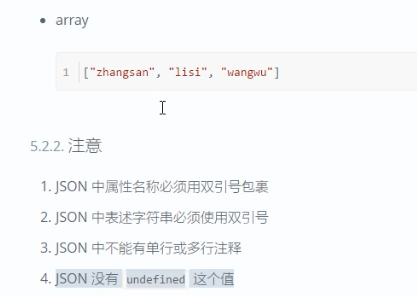 array
1 ["zhangsan", "lisi", "wangwu"]
5.2.2. 注意
1. JSON 中属性名称必须用双引号包裹
2. JSON 中表述字符串必须使用双引号
3. JSON 中不能有单行或多行注释
4. JSON 没有 undefined 这个值